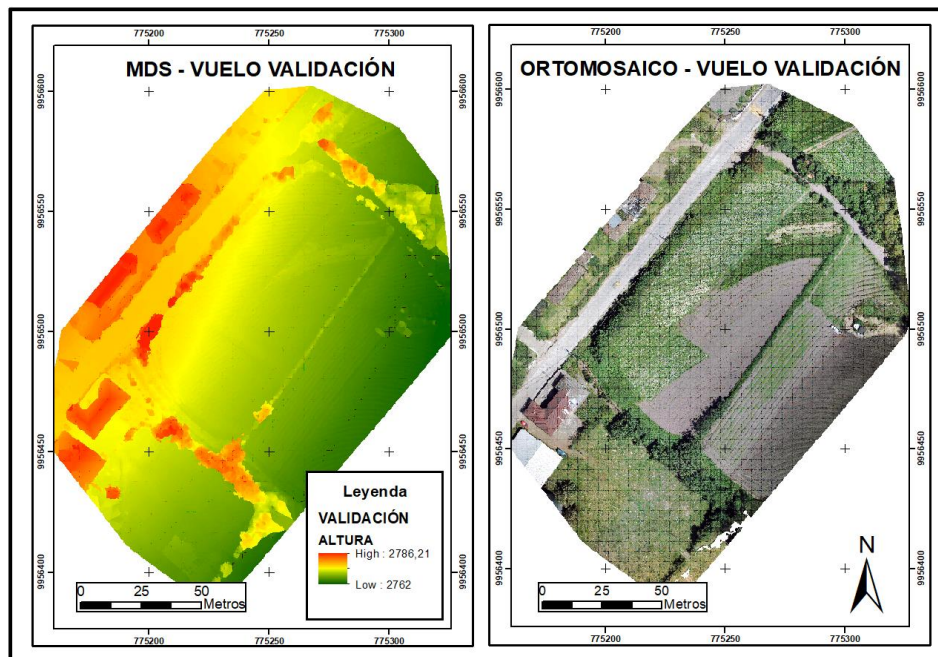 775200 775250 775300
MDS - VUELO VALIDACIÓN
9956600
9956550
9956500
9956450
9956400
9956600
9956550
9956500
9956450
9956400
Leyenda
VALIDACIÓN
ALTURA
High : 2786,21
Low : 2762
0 25 50
Metros
775200 775250 775300
775200 775250 775300
ORTOMOSAICO - VUELO VALIDACIÓN
9956600
9956550
9956500
9956450
9956400
9956600
9956550
9956500
9956450
9956400
N
0 25 50
Metros
775200 775250 775300